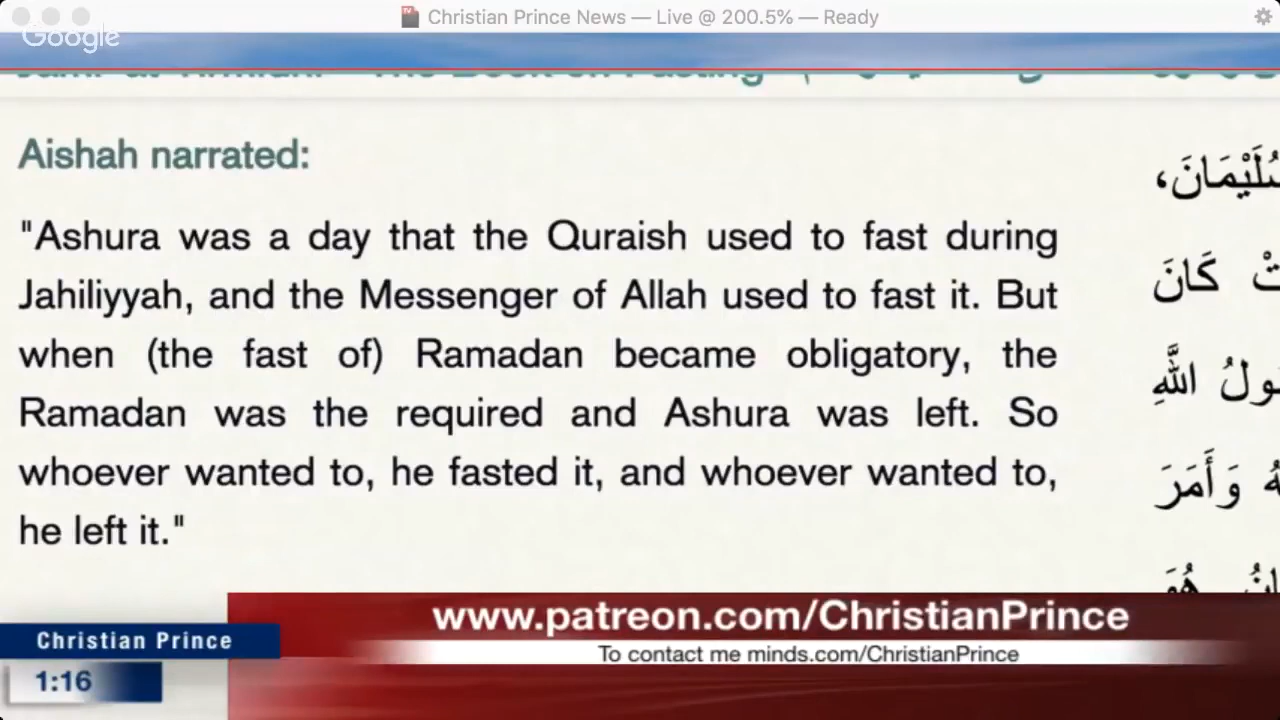 Christian Prince News — Live @ 200.5% — Ready
Google
Aishah narrated:
"Ashura was a day that the Quraish used to fast during
Jahiliyyah, and the Messenger of Allah used to fast it. But
when (the fast of) Ramadan became obligatory, the
Ramadan was the required and Ashura was left. So
whoever wanted to, he fasted it, and whoever wanted to,
he left it."
كَانَ
اللَّهِ
وَأَمَرَ
هُوَ
www.patreon.com/ChristianPrince
To contact me minds.com/ChristianPrince
Christian Prince
1:16